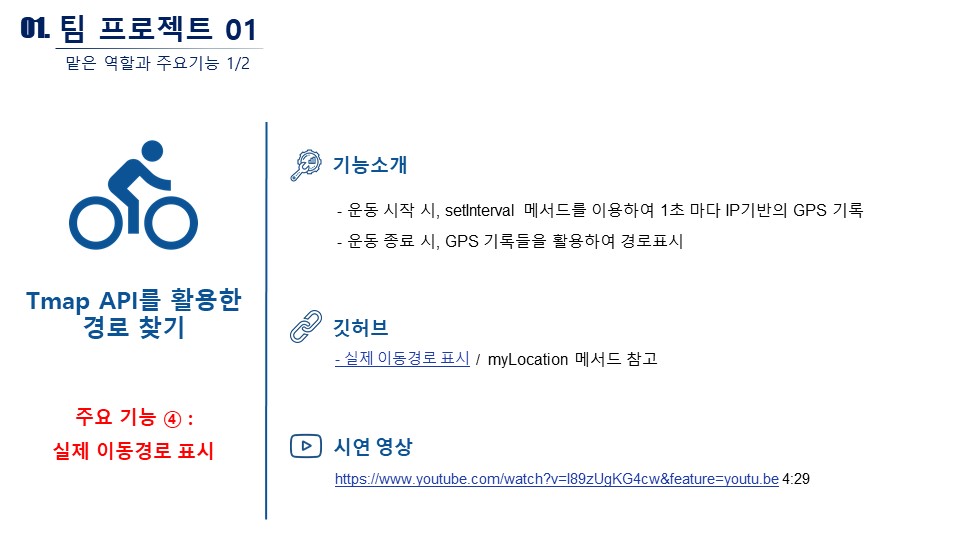 01. 팀 프로젝트 01
맡은 역할과 주요기능 1/2
Tmap API를 활용한
경로 찾기
주요 기능 ④ :
실제 이동경로 표시
기능소개
- 운동 시작 시, setInterval 메서드를 이용하여 1초 마다 IP기반의 GPS 기록
- 운동 종료 시, GPS 기록들을 활용하여 경로표시
깃허브
- 실제 이동경로 표시 / myLocation 메서드 참고
시연 영상
https://www.youtube.com/watch?v=l89zUgKG4cw&feature=youtu.be 4:29